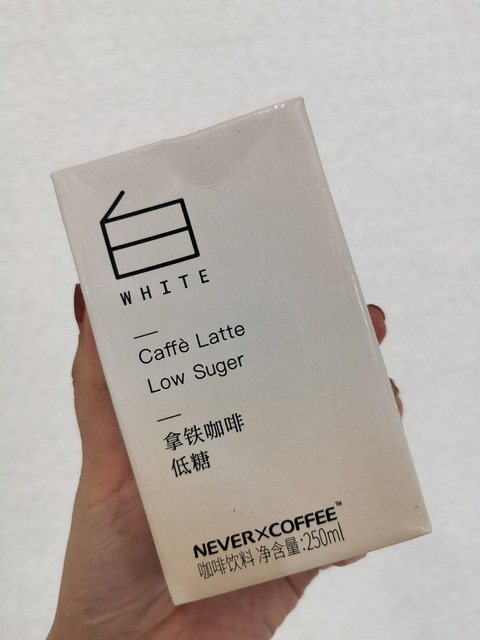 白
WHITE
Caffè Latte
Low Suger
拿铁咖啡
低糖
NEVER×COFFEE™
咖啡饮料 净含量:250ml